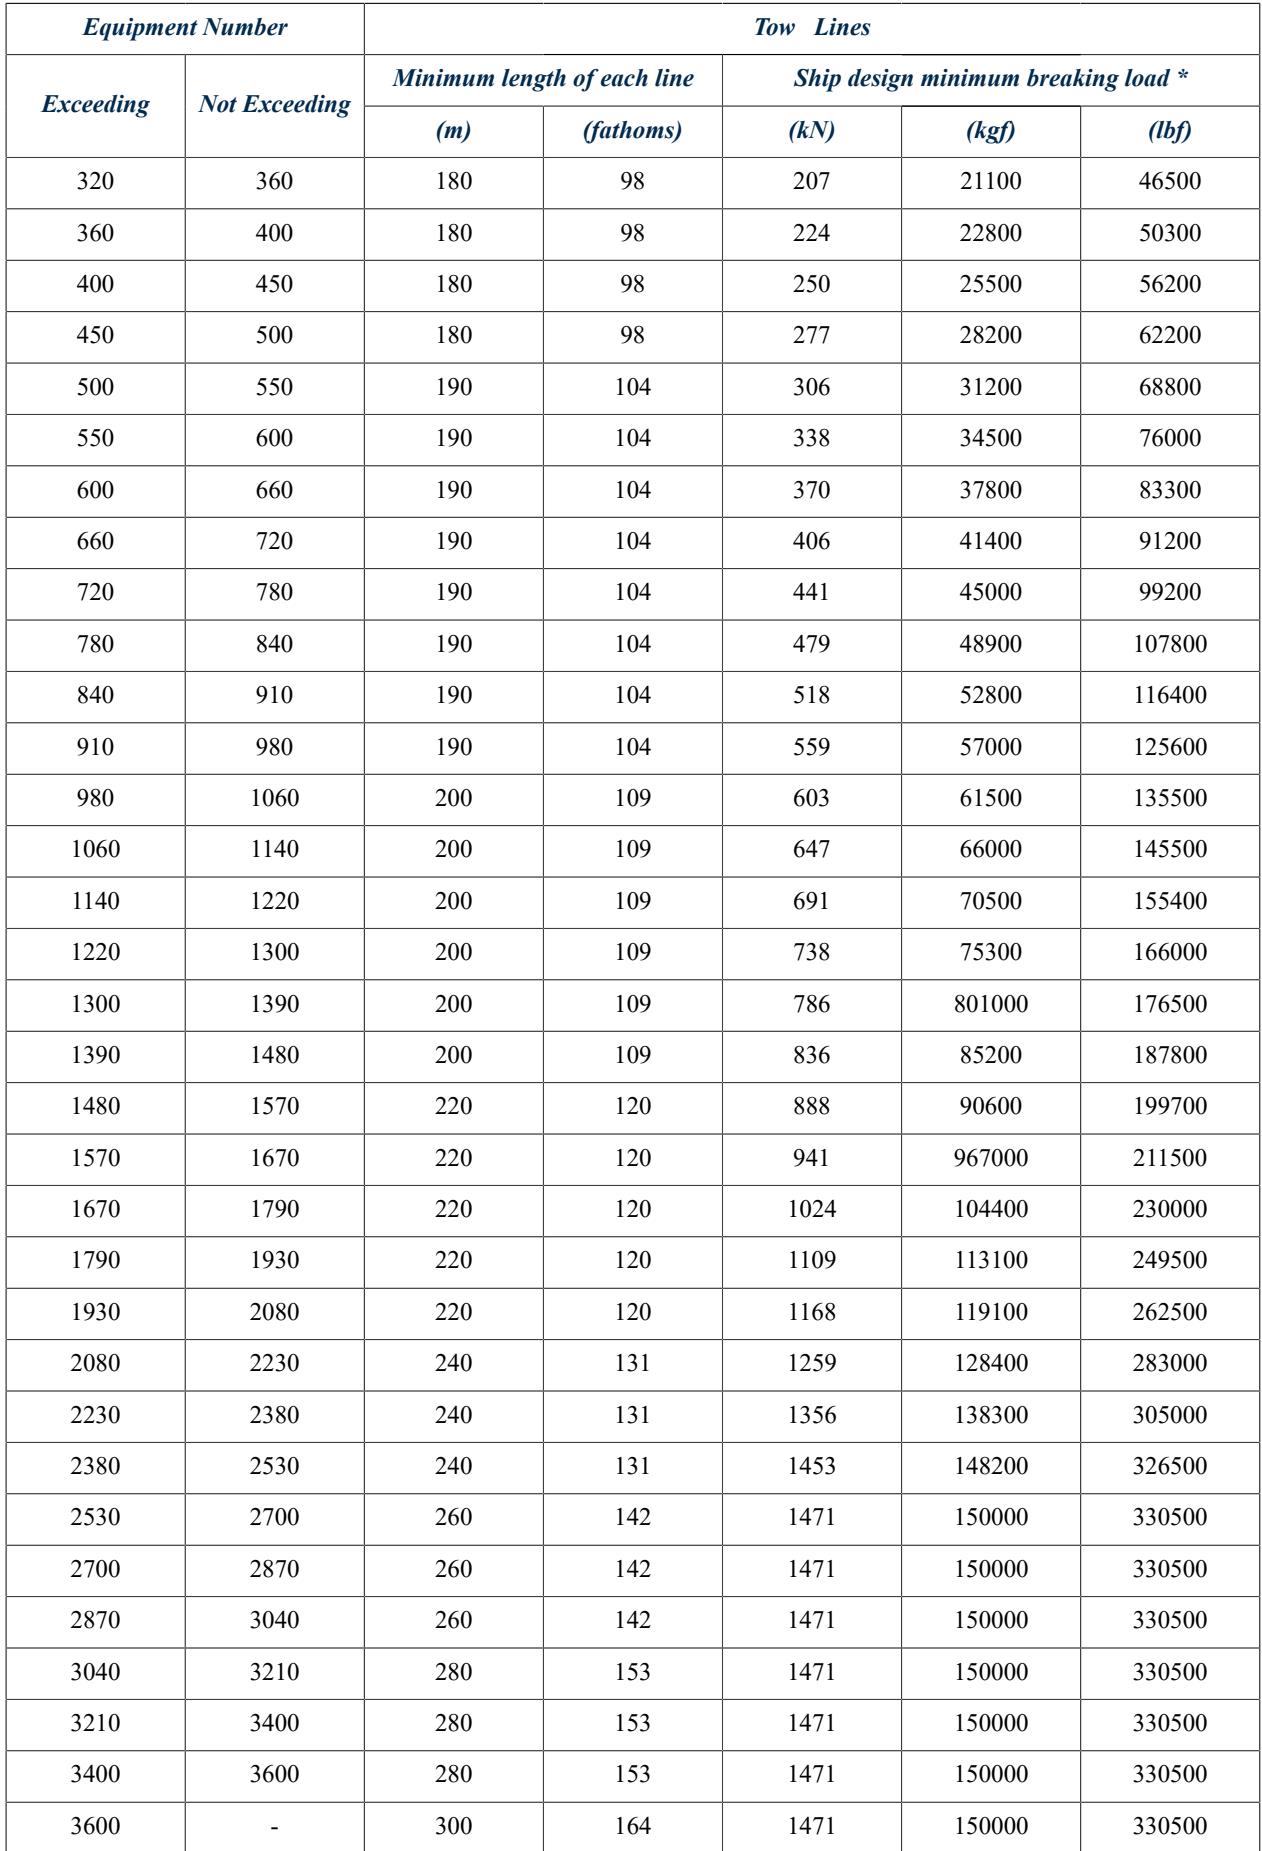 Equipment Number Tow Lines
Exceeding Not Exceeding Minimum length of each line Ship design minimum breaking load *
(m) (fathoms) (kN) (kgf) (lbf)
320 360 180 98 207 21100 46500
360 400 180 98 224 22800 50300
400 450 180 98 250 25500 56200
450 500 180 98 277 28200 62200
500 550 190 104 306 31200 68800
550 600 190 104 338 34500 76000
600 660 190 104 370 37800 83300
660 720 190 104 406 41400 91200
720 780 190 104 441 45000 99200
780 840 190 104 479 48900 107800
840 910 190 104 518 52800 116400
910 980 190 104 559 57000 125600
980 1060 200 109 603 61500 135500
1060 1140 200 109 647 66000 145500
1140 1220 200 109 691 70500 155400
1220 1300 200 109 738 75300 166000
1300 1390 200 109 786 801000 176500
1390 1480 200 109 836 85200 187800
1480 1570 220 120 888 90600 199700
1570 1670 220 120 941 967000 211500
1670 1790 220 120 1024 104400 230000
1790 1930 220 120 1109 113100 249500
1930 2080 220 120 1168 119100 262500
2080 2230 240 131 1259 128400 283000
2230 2380 240 131 1356 138300 305000
2380 2530 240 131 1453 148200 326500
2530 2700 260 142 1471 150000 330500
2700 2870 260 142 1471 150000 330500
2870 3040 260 142 1471 150000 330500
3040 3210 280 153 1471 150000 330500
3210 3400 280 153 1471 150000 330500
3400 3600 280 153 1471 150000 330500
3600 - 300 164 1471 150000 330500